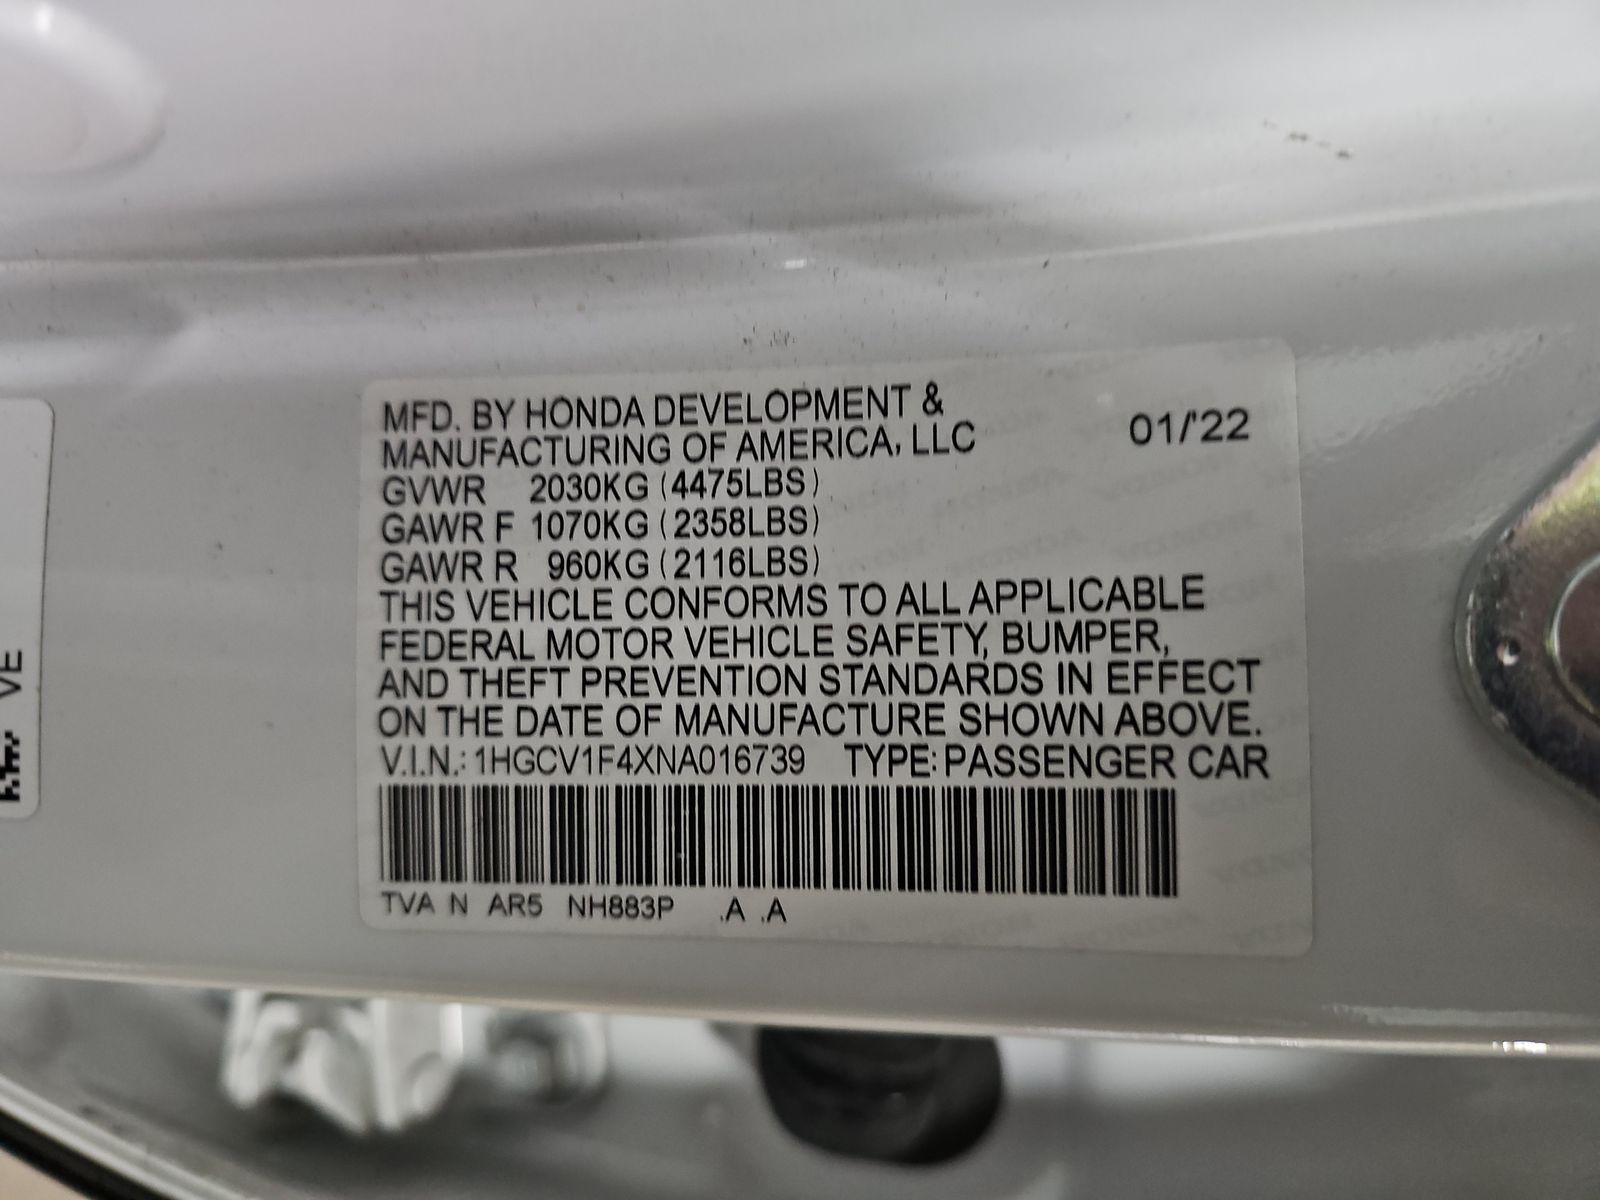 MFD. BY HONDA DEVELOPMENT &
MANUFACTURING OF AMERICA, LLC 01/'22
GVWR 2030KG (4475LBS)
GAWR F 1070KG (2358LBS)
GAWR R 960KG (2116LBS)
THIS VEHICLE CONFORMS TO ALL APPLICABLE
FEDERAL MOTOR VEHICLE SAFETY, BUMPER,
AND THEFT PREVENTION STANDARDS IN EFFECT
ON THE DATE OF MANUFACTURE SHOWN ABOVE.
V.I.N.: 1HGCV1F4XNA016739 TYPE: PASSENGER CAR
TVA N AR5 NH883P .A .A
VE